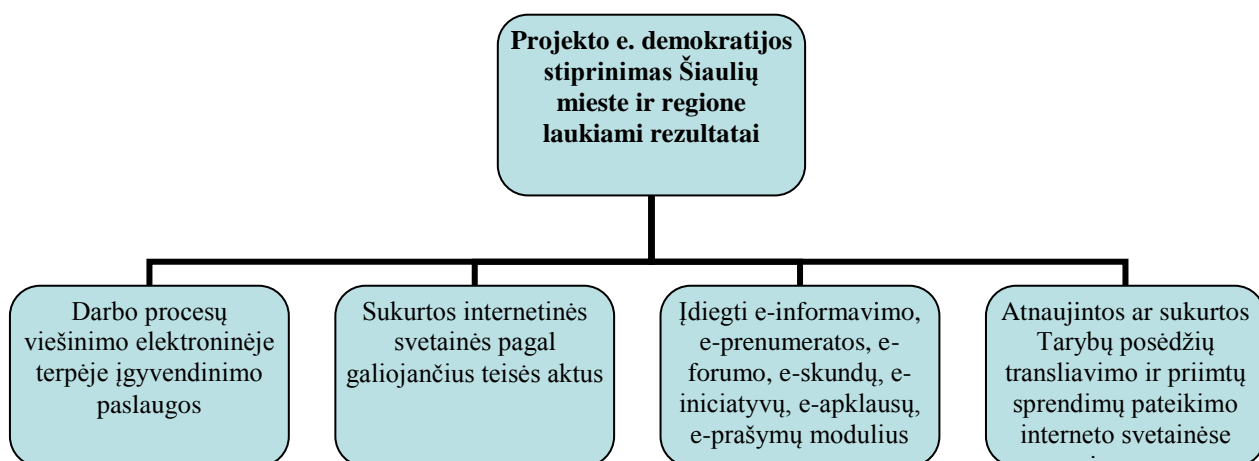 Projekto e. demokratijos
stiprinimas Šiaulių
mieste ir regione
laukiami rezultatai
Darbo procesų
viešinimo elektroninėje
terpėje įgyvendinimo
paslaugos
Sukurtos internetinės
svetainės pagal
galiojančius teisės aktus
Įdiegti e-informavimo,
e-prenumeratos, e-
forumo, e-skundų, e-
iniciatyvų, e-apklausų,
e-prašymų modulius
Atnaujintos ar sukurtos
Tarybų posėdžių
transliavimo ir priimtų
sprendimų pateikimo
interneto svetainėse